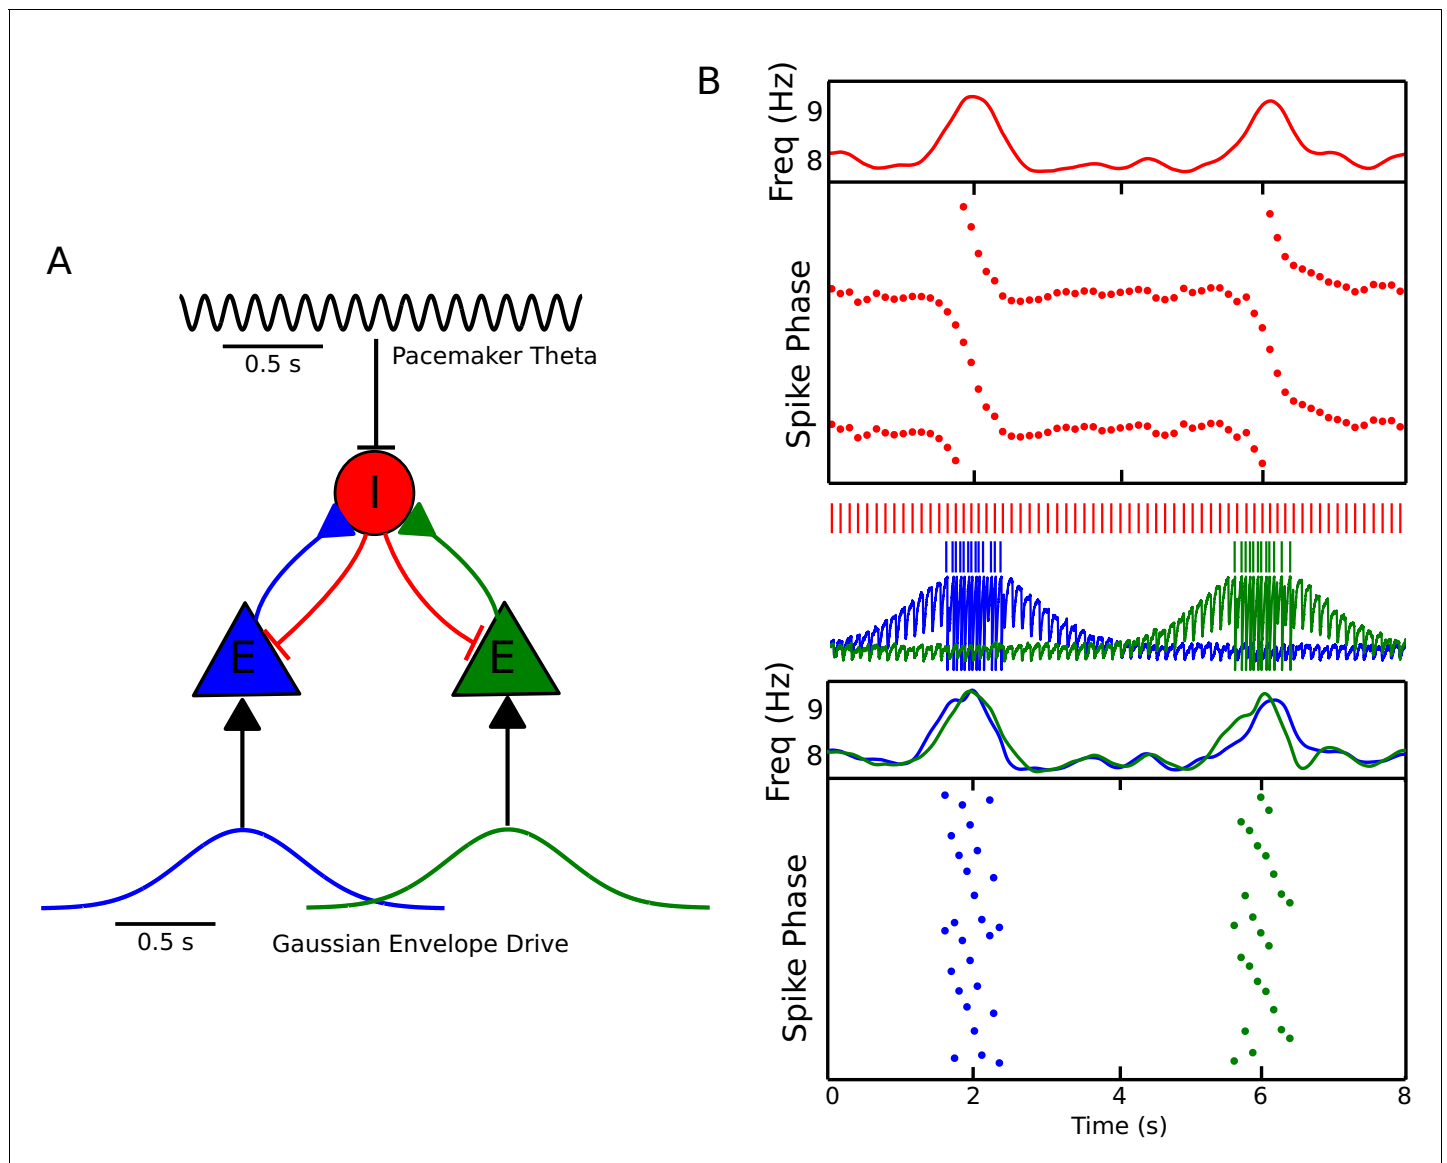 A
0.5 s
Pacemaker Theta
I
E
E
0.5 s
Gaussian Envelope Drive
B
Freq (Hz)
9
8
Spike Phase
Freq (Hz)
9
8
Spike Phase
0 2 4 6 8
Time (s)